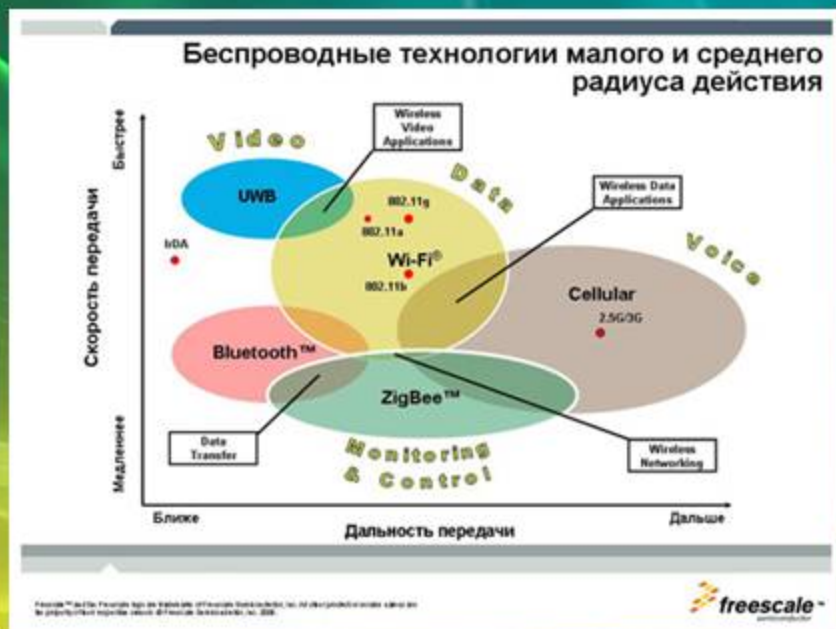 Беспроводные технологии малого и среднего
радиуса действия
Быстрее
Скорость передачи
Медленнее
Video
Wireless
Video
Applications
Data
UWB
802.11g
802.11a
Wi-Fi®
802.11b
IrDA
Wireless Data
Applications
Voice
Cellular
2.5G/3G
Bluetooth™
ZigBee™
Data
Transfer
Monitoring
& Control
Wireless
Networking
Ближе
Дальность передачи
Дальше
freescale™
semiconductor